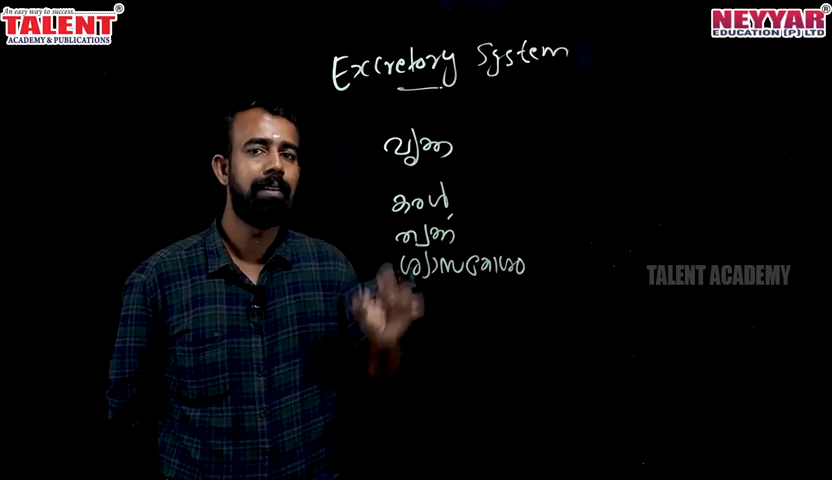 An easy way to success......
TALENT®
ACADEMY & PUBLICATIONS
NEYYAR®
EDUCATION (P) LTD
Excretory System
വൃക്ക
കരൾ
ത്വക്ക്
ശ്വാസകോശം
TALENT ACADEMY